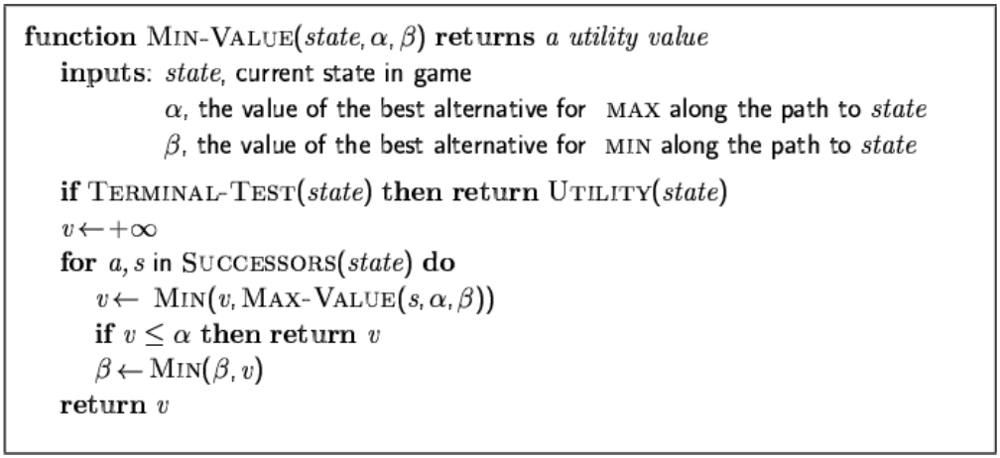 function MIN-VALUE(state, α, β) returns a utility value
inputs: state, current state in game
α, the value of the best alternative for MAX along the path to state
β, the value of the best alternative for MIN along the path to state
if TERMINAL-TEST(state) then return UTILITY(state)
v ← +∞
for a, s in SUCCESSORS(state) do
v ← MIN(v, MAX-VALUE(s, α, β))
if v ≤ α then return v
β ← MIN(β, v)
return v